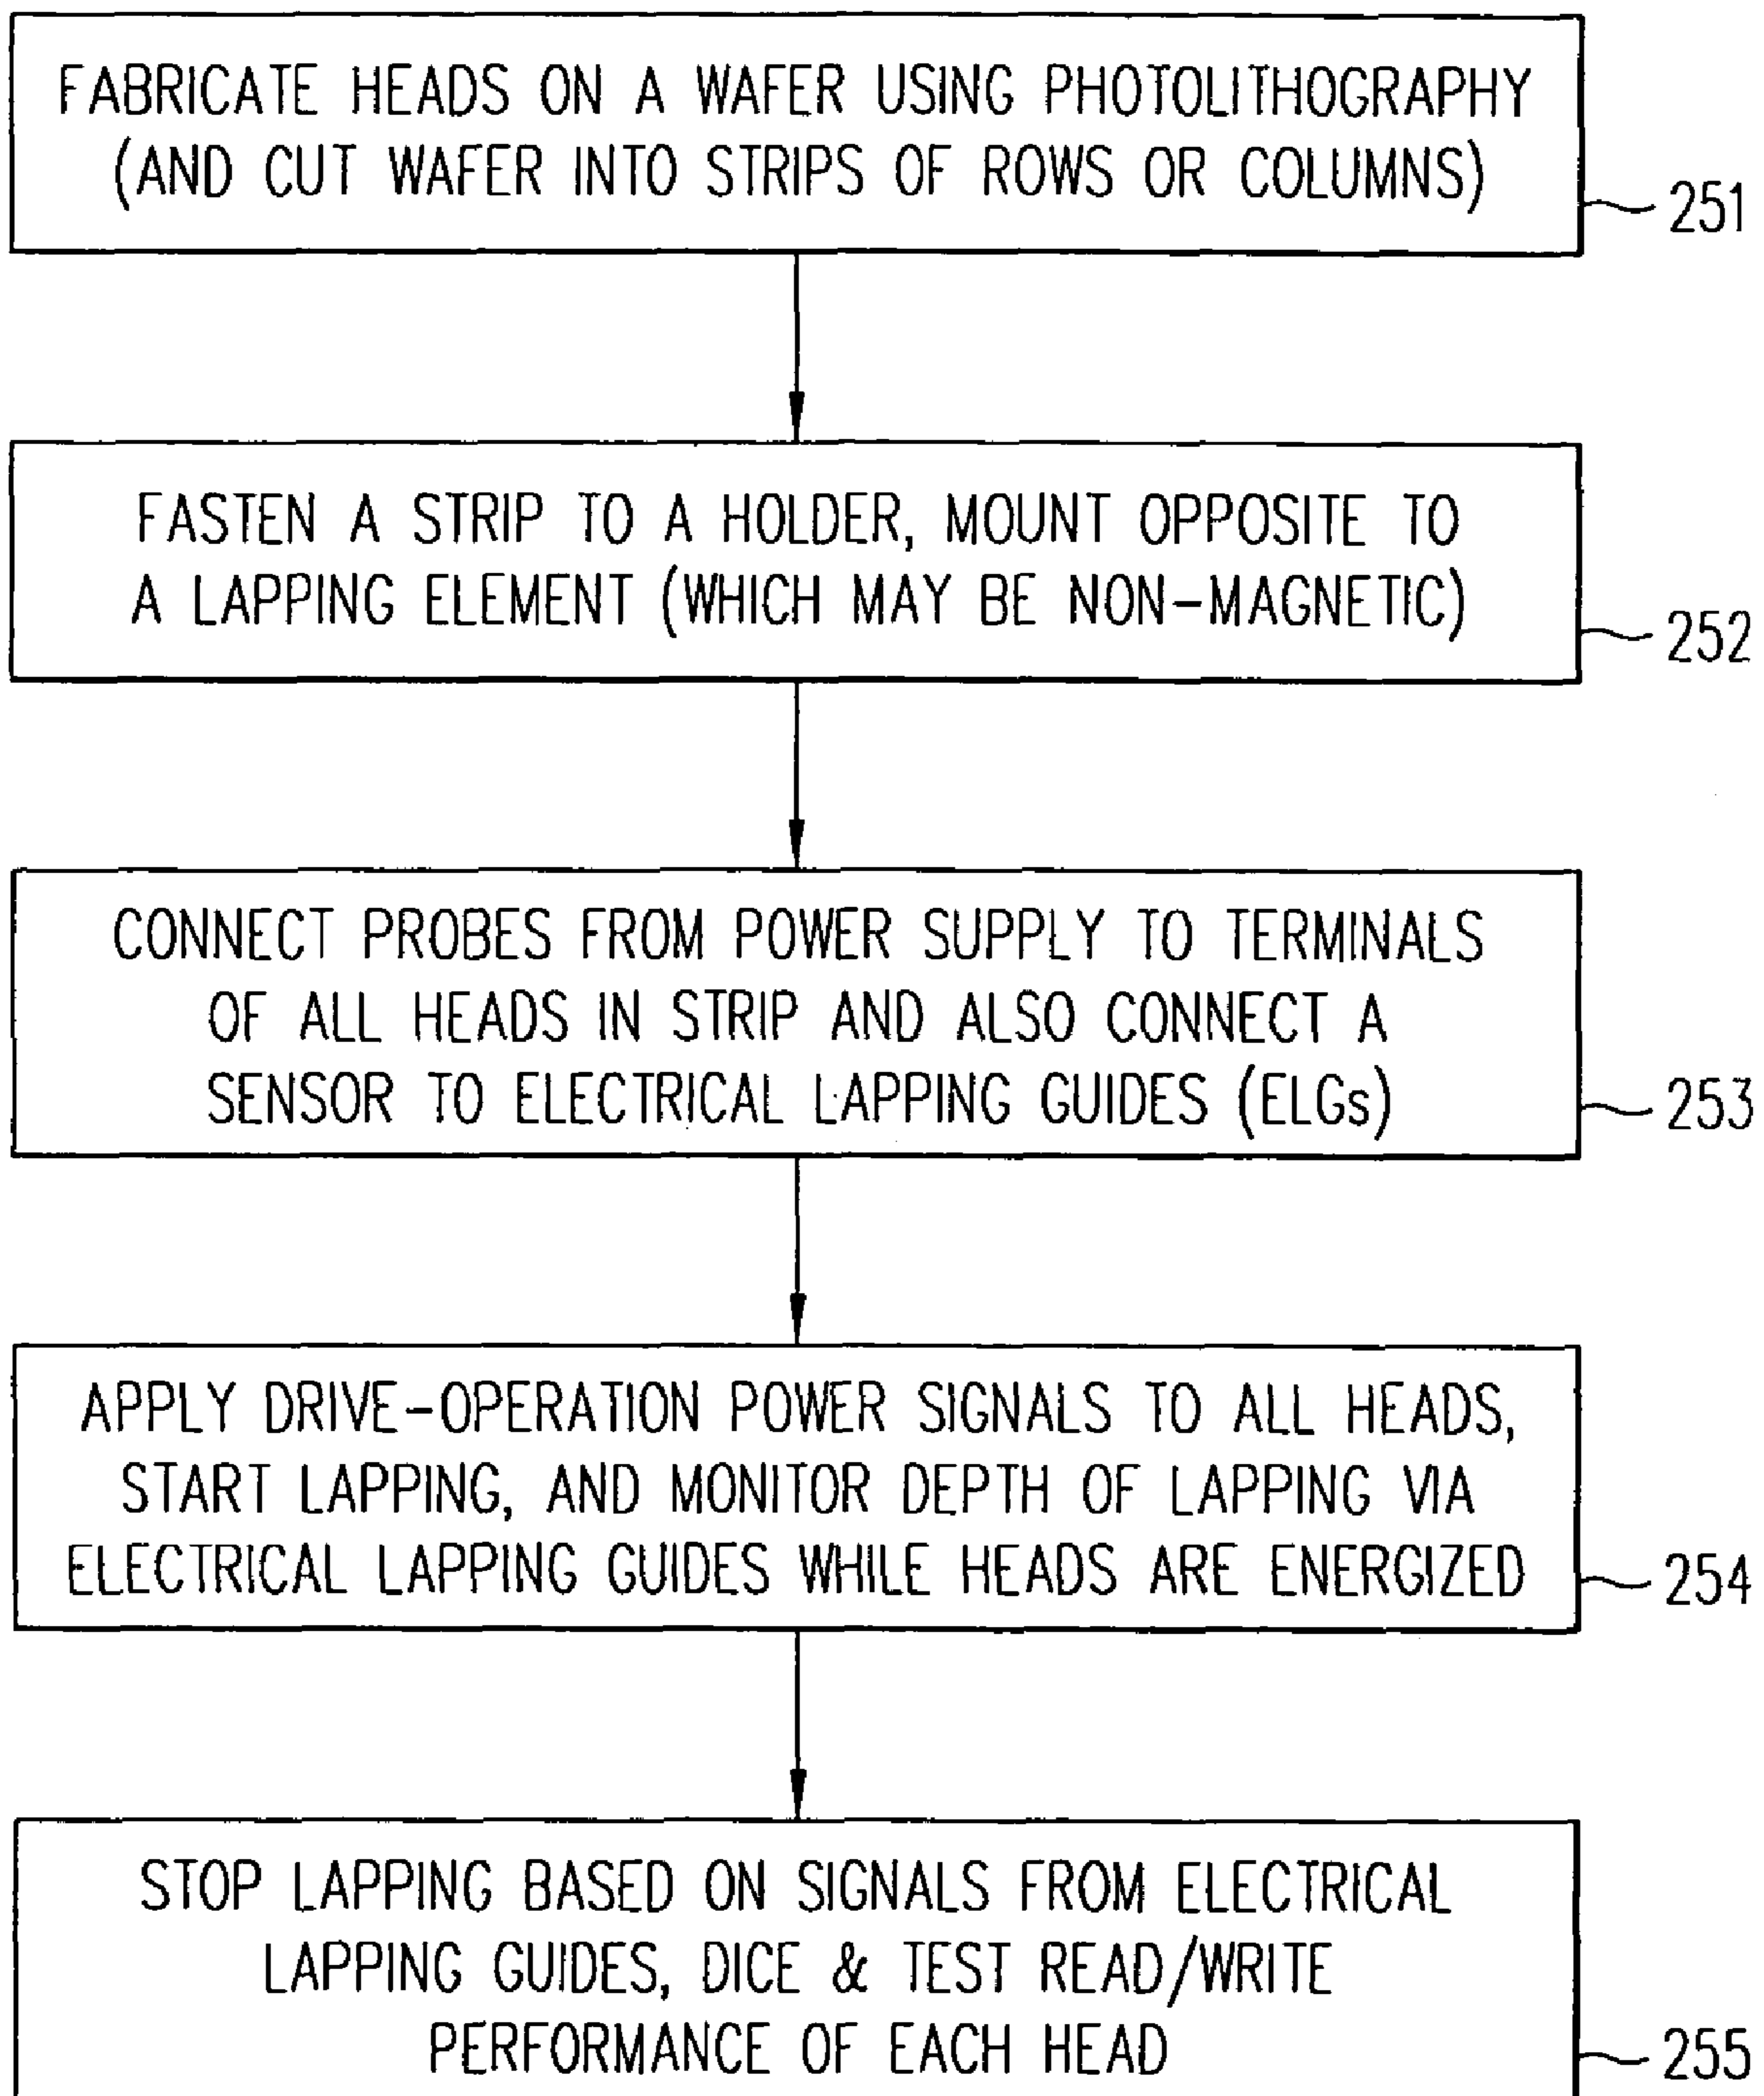 FABRICATE HEADS ON A WAFER USING PHOTOLITHOGRAPHY
(AND CUT WAFER INTO STRIPS OF ROWS OR COLUMNS)
251
FASTEN A STRIP TO A HOLDER, MOUNT OPPOSITE TO
A LAPPING ELEMENT (WHICH MAY BE NON-MAGNETIC)
252
CONNECT PROBES FROM POWER SUPPLY TO TERMINALS
OF ALL HEADS IN STRIP AND ALSO CONNECT A
SENSOR TO ELECTRICAL LAPPING GUIDES (ELGs)
253
APPLY DRIVE-OPERATION POWER SIGNALS TO ALL HEADS,
START LAPPING, AND MONITOR DEPTH OF LAPPING VIA
ELECTRICAL LAPPING GUIDES WHILE HEADS ARE ENERGIZED
254
STOP LAPPING BASED ON SIGNALS FROM ELECTRICAL
LAPPING GUIDES, DICE & TEST READ/WRITE
PERFORMANCE OF EACH HEAD
255